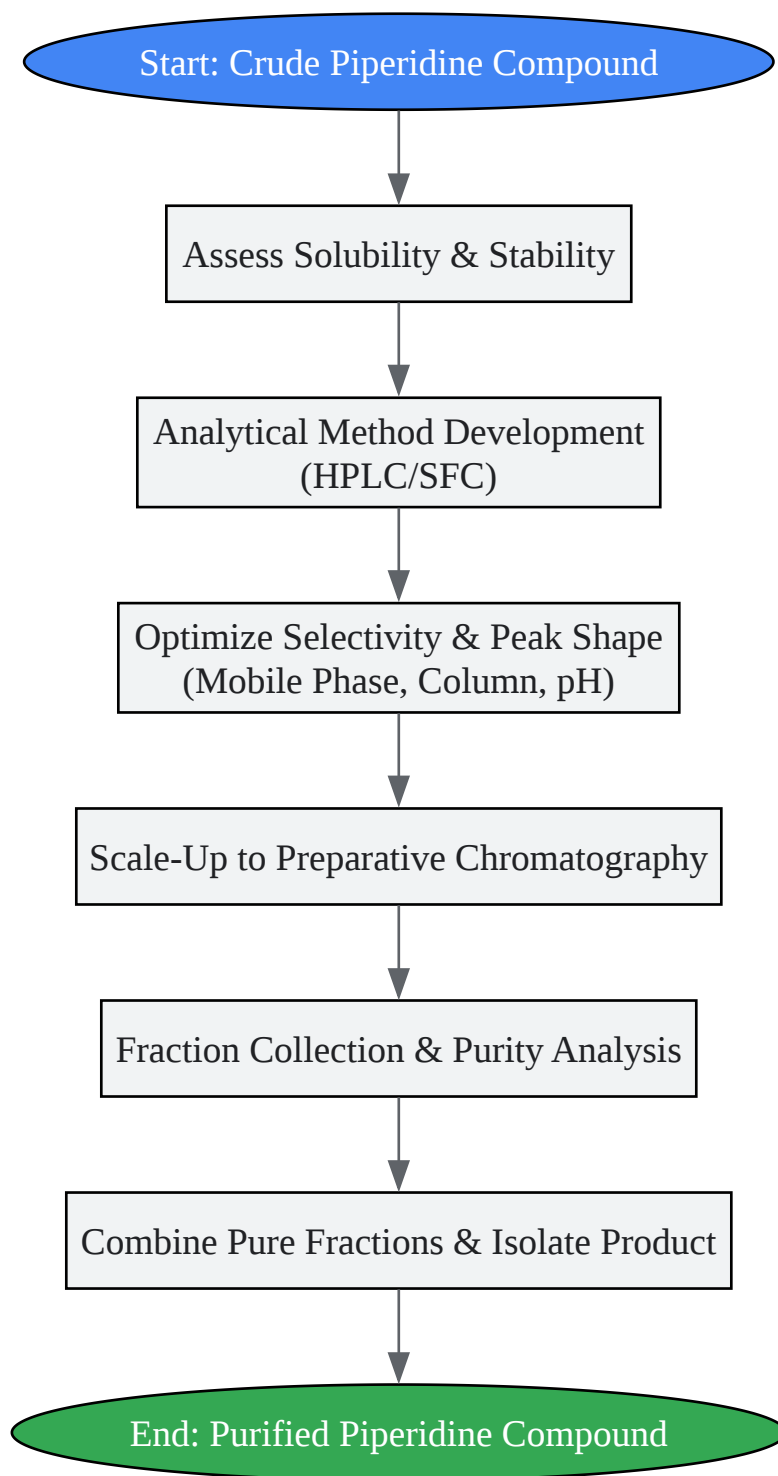 Start: Crude Piperidine Compound
Assess Solubility & Stability
Analytical Method Development
(HPLC/SFC)
Optimize Selectivity & Peak Shape
(Mobile Phase, Column, pH)
Scale-Up to Preparative Chromatography
Fraction Collection & Purity Analysis
Combine Pure Fractions & Isolate Product
End: Purified Piperidine Compound